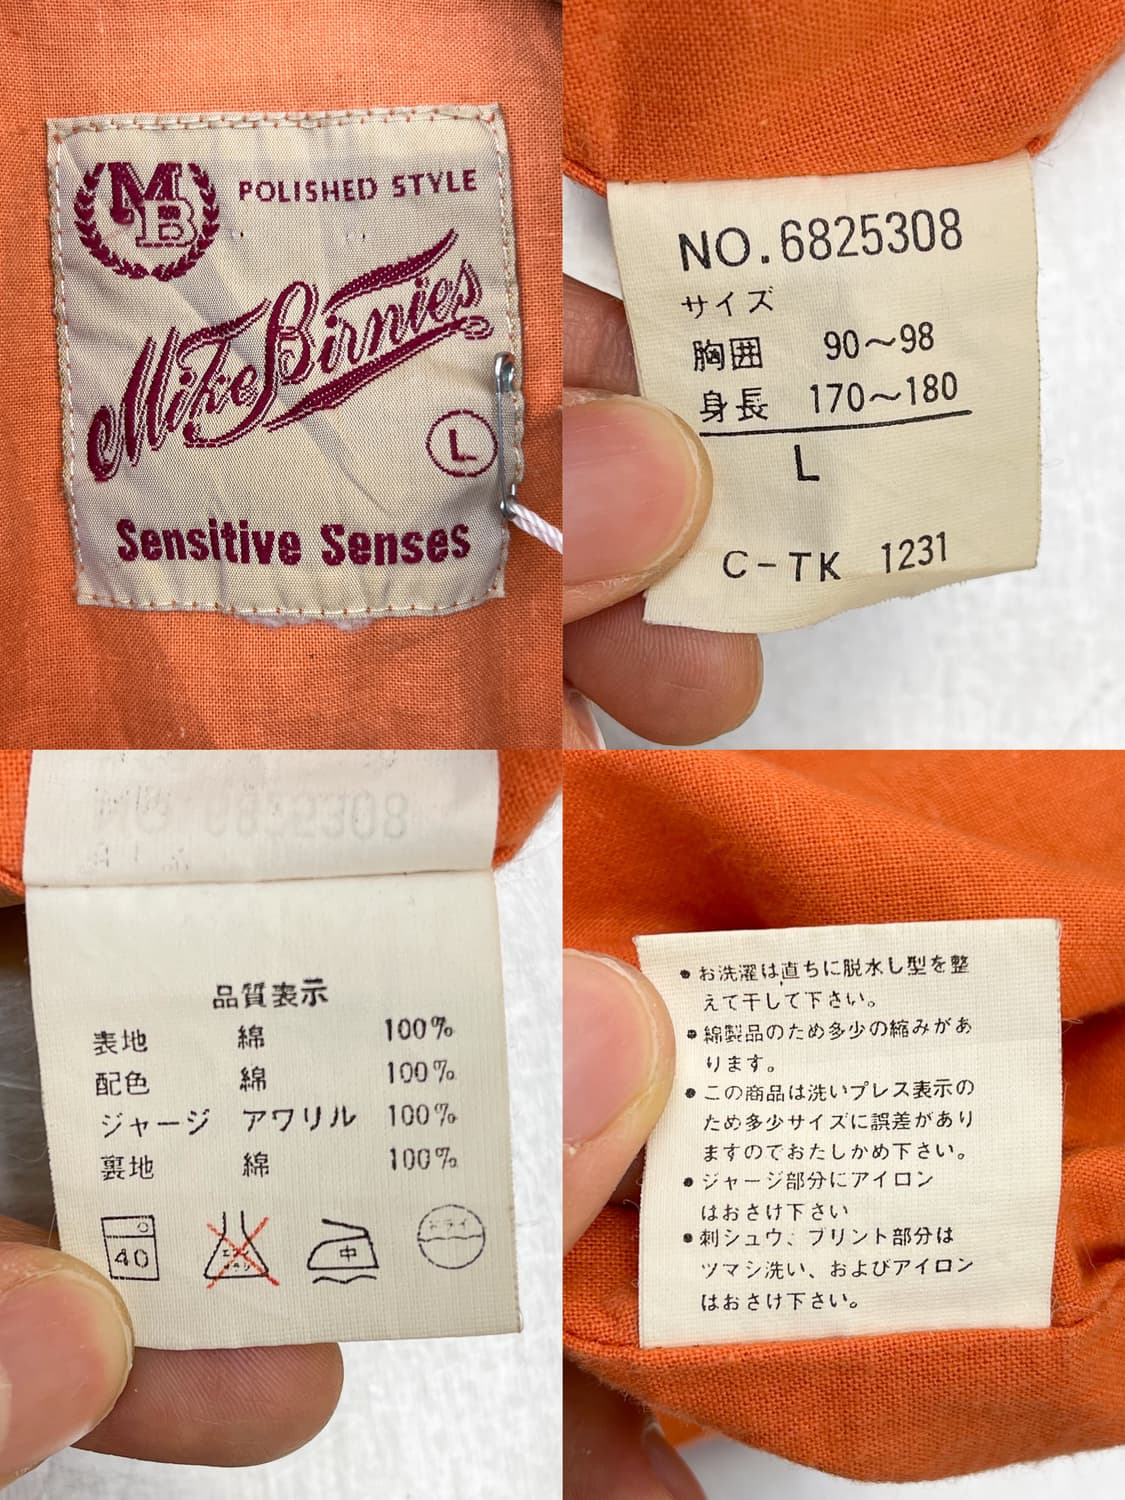 MB
POLISHED STYLE
Mike Birnies
L
Sensitive Senses
NO.6825308
サイズ
胸囲 90～98
身長 170～180
L
C-TK 1231
NO 6825308
品質表示
表地 綿 100%
配色 綿 100%
ジャージ アワリル 100%
裏地 綿 100%
40
中
ドライ
●お洗濯は直ちに脱水し型を整
えて干して下さい。
●綿製品のため多少の縮みがあ
ります。
●この商品は洗いプレス表示の
ため多少サイズに誤差があり
ますのでおたしかめ下さい。
●ジャージ部分にアイロン
はおさけ下さい
●刺シュウ、プリント部分は
ツマシ洗い、およびアイロン
はおさけ下さい。